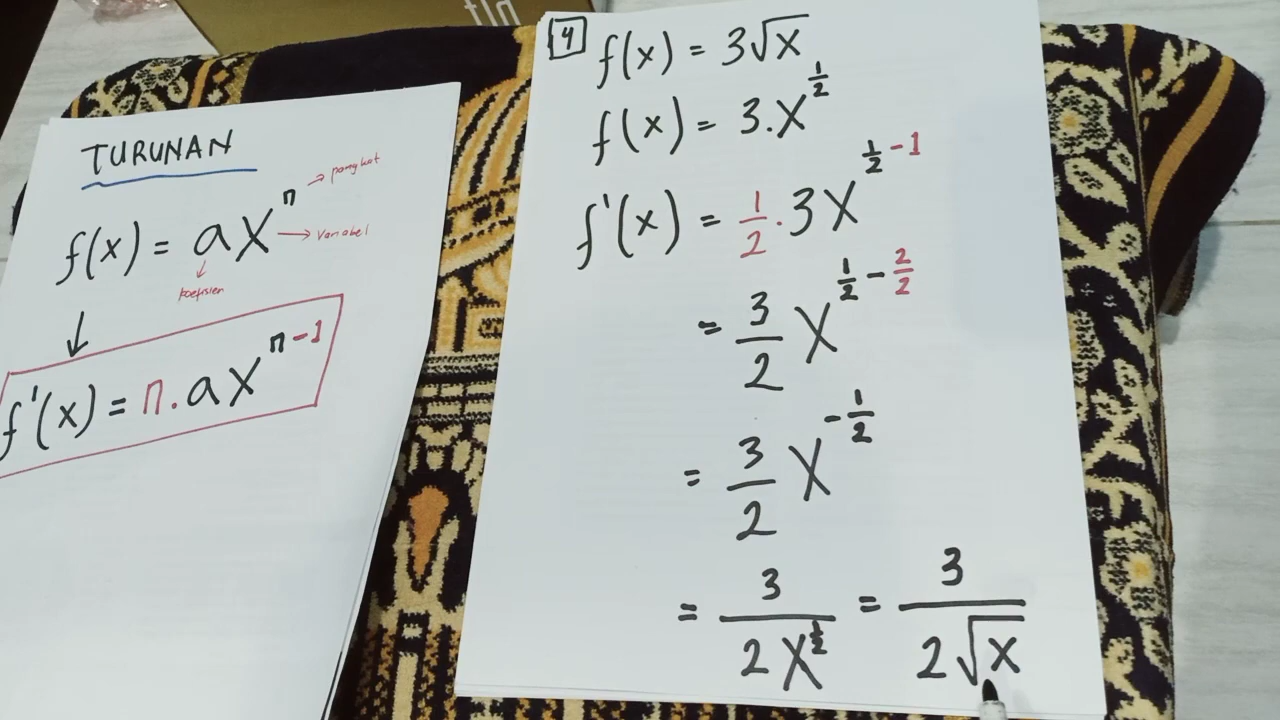 TURUNAN
f(x) = ax^n → pangkat
→ variabel
koefisien
↓
f'(x) = n.ax^(n-1)
4
f(x) = 3√x
f(x) = 3.x^(1/2)
f'(x) = 1/2 . 3x^(1/2 - 1)
= 3/2 x^(1/2 - 2/2)
= 3/2 x^(-1/2)
= 3/(2x^(1/2)) = 3/(2√x)